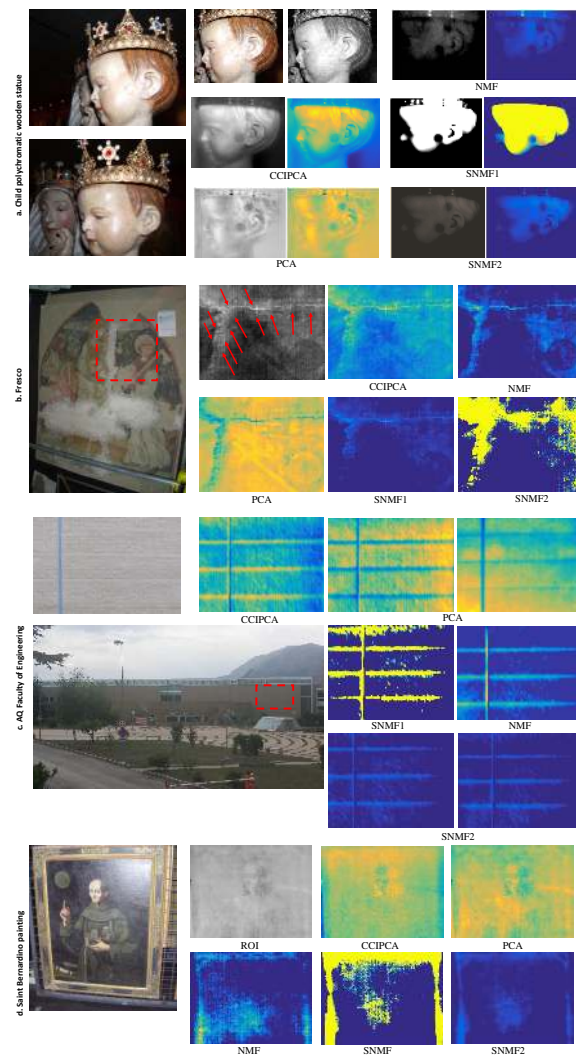 a. Child polychromatic wooden statue
NMF
CCIPCA
SNMF1
PCA
SNMF2
b. Fresco
CCIPCA
NMF
PCA
SNMF1
SNMF2
c. AQ Faculty of Engineering
CCIPCA
PCA
SNMF1
NMF
SNMF2
d. Saint Bernardino painting
ROI
CCIPCA
PCA
NMF
SNMF
SNMF2